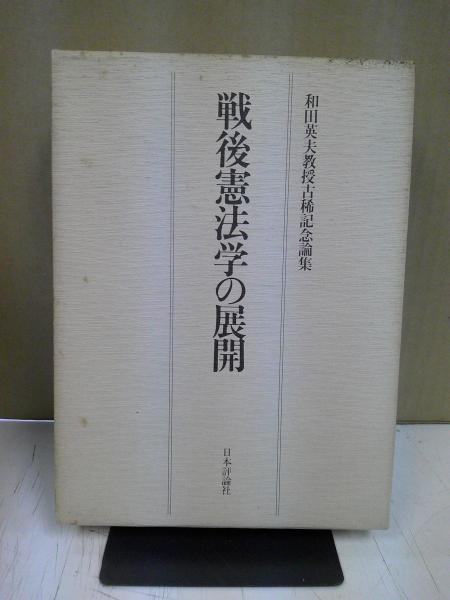 和田英夫教授古稀記念論集
戦後憲法学の展開
日本評論社